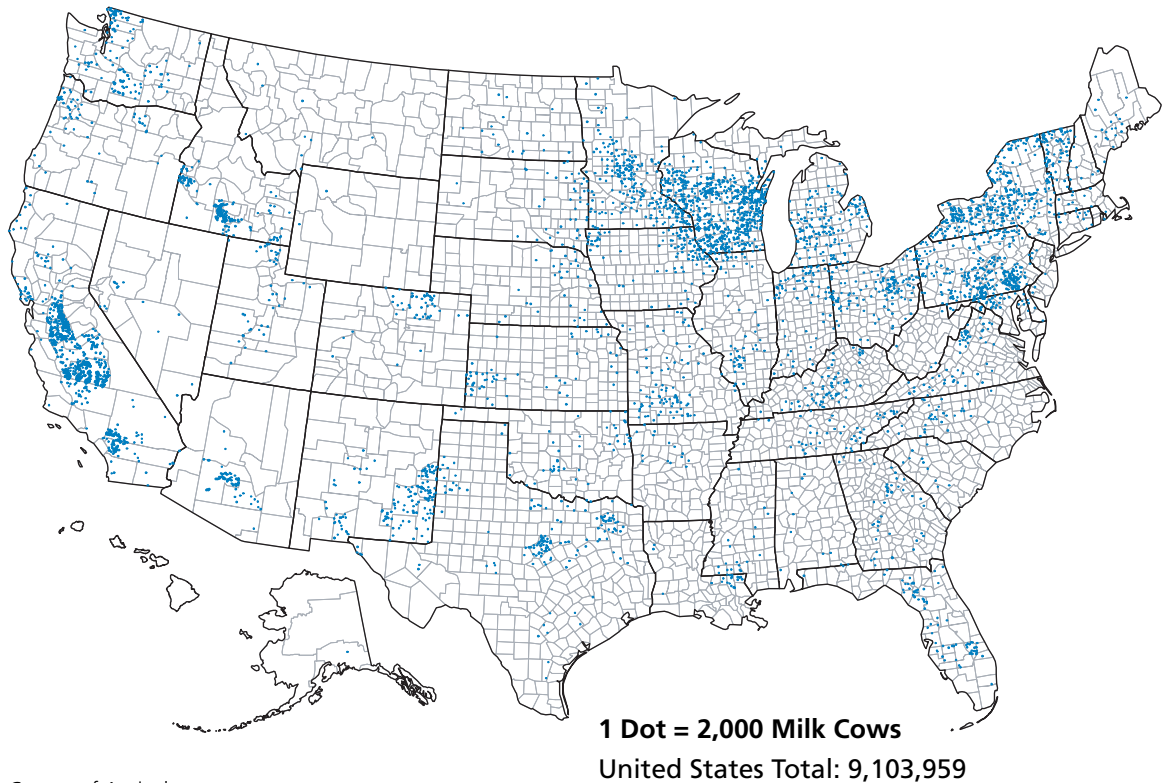 1 Dot = 2,000 Milk Cows
United States Total: 9,103,959